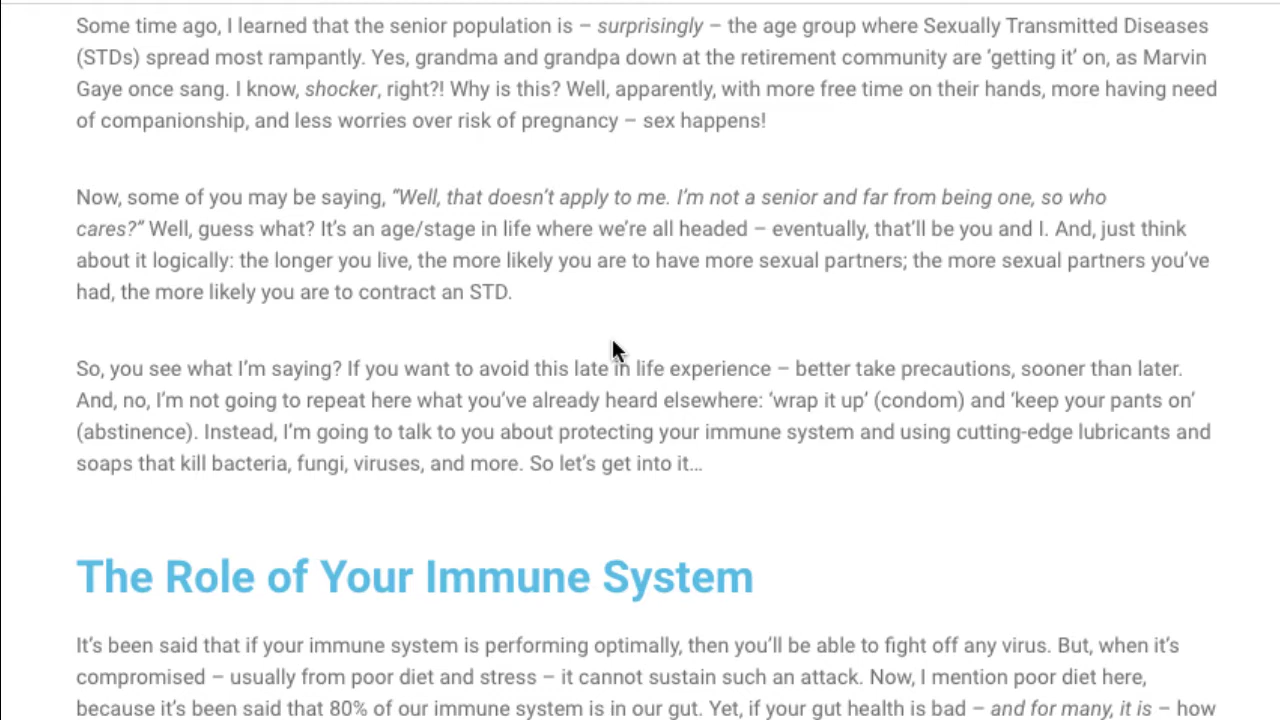 Some time ago, I learned that the senior population is – surprisingly – the age group where Sexually Transmitted Diseases
(STDs) spread most rampantly. Yes, grandma and grandpa down at the retirement community are ‘getting it’ on, as Marvin
Gaye once sang. I know, shocker, right?! Why is this? Well, apparently, with more free time on their hands, more having need
of companionship, and less worries over risk of pregnancy – sex happens!
Now, some of you may be saying, “Well, that doesn’t apply to me. I’m not a senior and far from being one, so who
cares?” Well, guess what? It’s an age/stage in life where we’re all headed – eventually, that’ll be you and I. And, just think
about it logically: the longer you live, the more likely you are to have more sexual partners; the more sexual partners you’ve
had, the more likely you are to contract an STD.
So, you see what I’m saying? If you want to avoid this late in life experience – better take precautions, sooner than later.
And, no, I’m not going to repeat here what you’ve already heard elsewhere: ‘wrap it up’ (condom) and ‘keep your pants on’
(abstinence). Instead, I’m going to talk to you about protecting your immune system and using cutting-edge lubricants and
soaps that kill bacteria, fungi, viruses, and more. So let’s get into it…
The Role of Your Immune System
It’s been said that if your immune system is performing optimally, then you’ll be able to fight off any virus. But, when it’s
compromised – usually from poor diet and stress – it cannot sustain such an attack. Now, I mention poor diet here,
because it’s been said that 80% of our immune system is in our gut. Yet, if your gut health is bad – and for many, it is – how